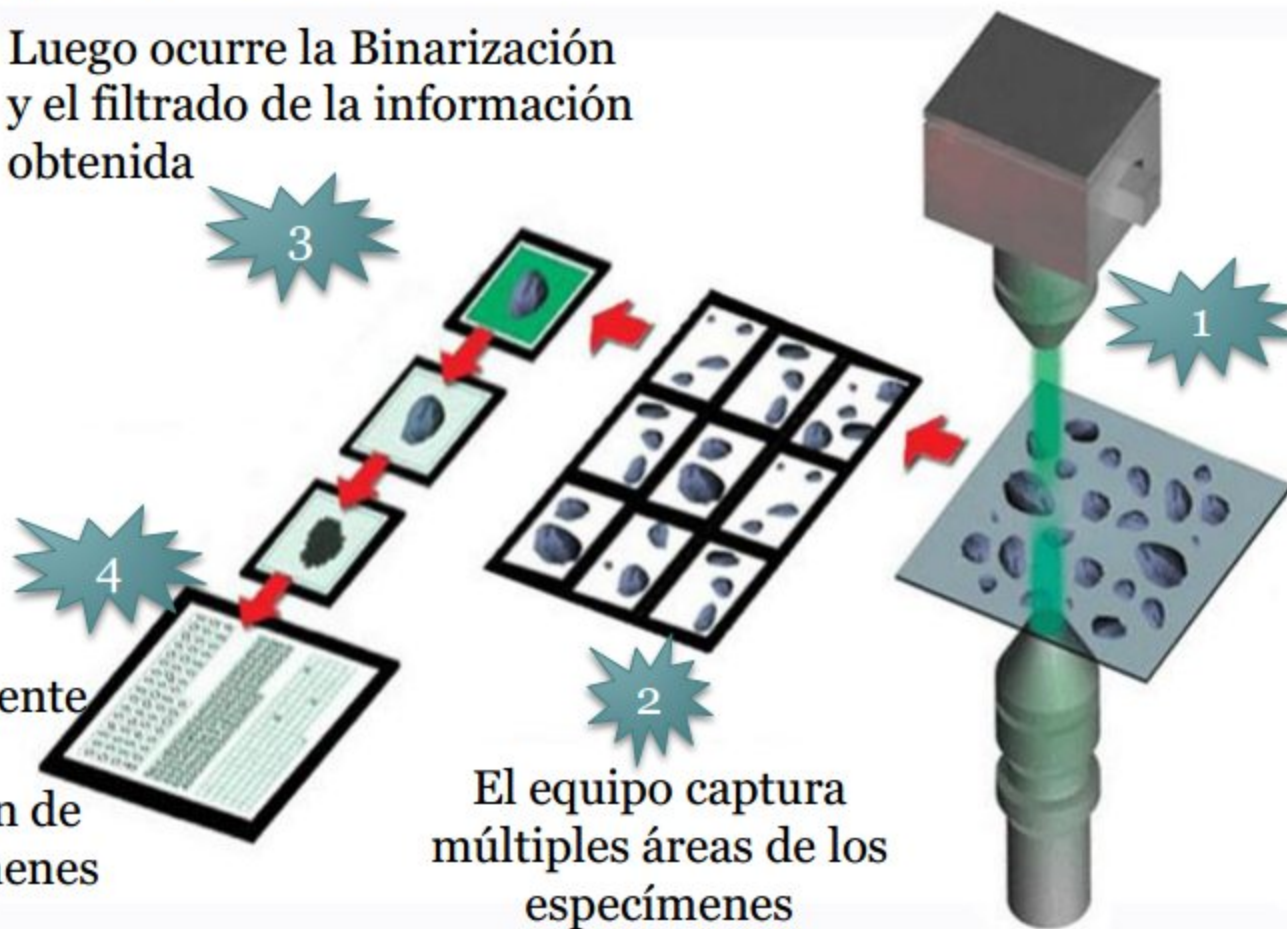 Luego ocurre la Binarización
y el filtrado de la información
obtenida
3
1
4
2
El equipo captura
múltiples áreas de los
especímenes
de